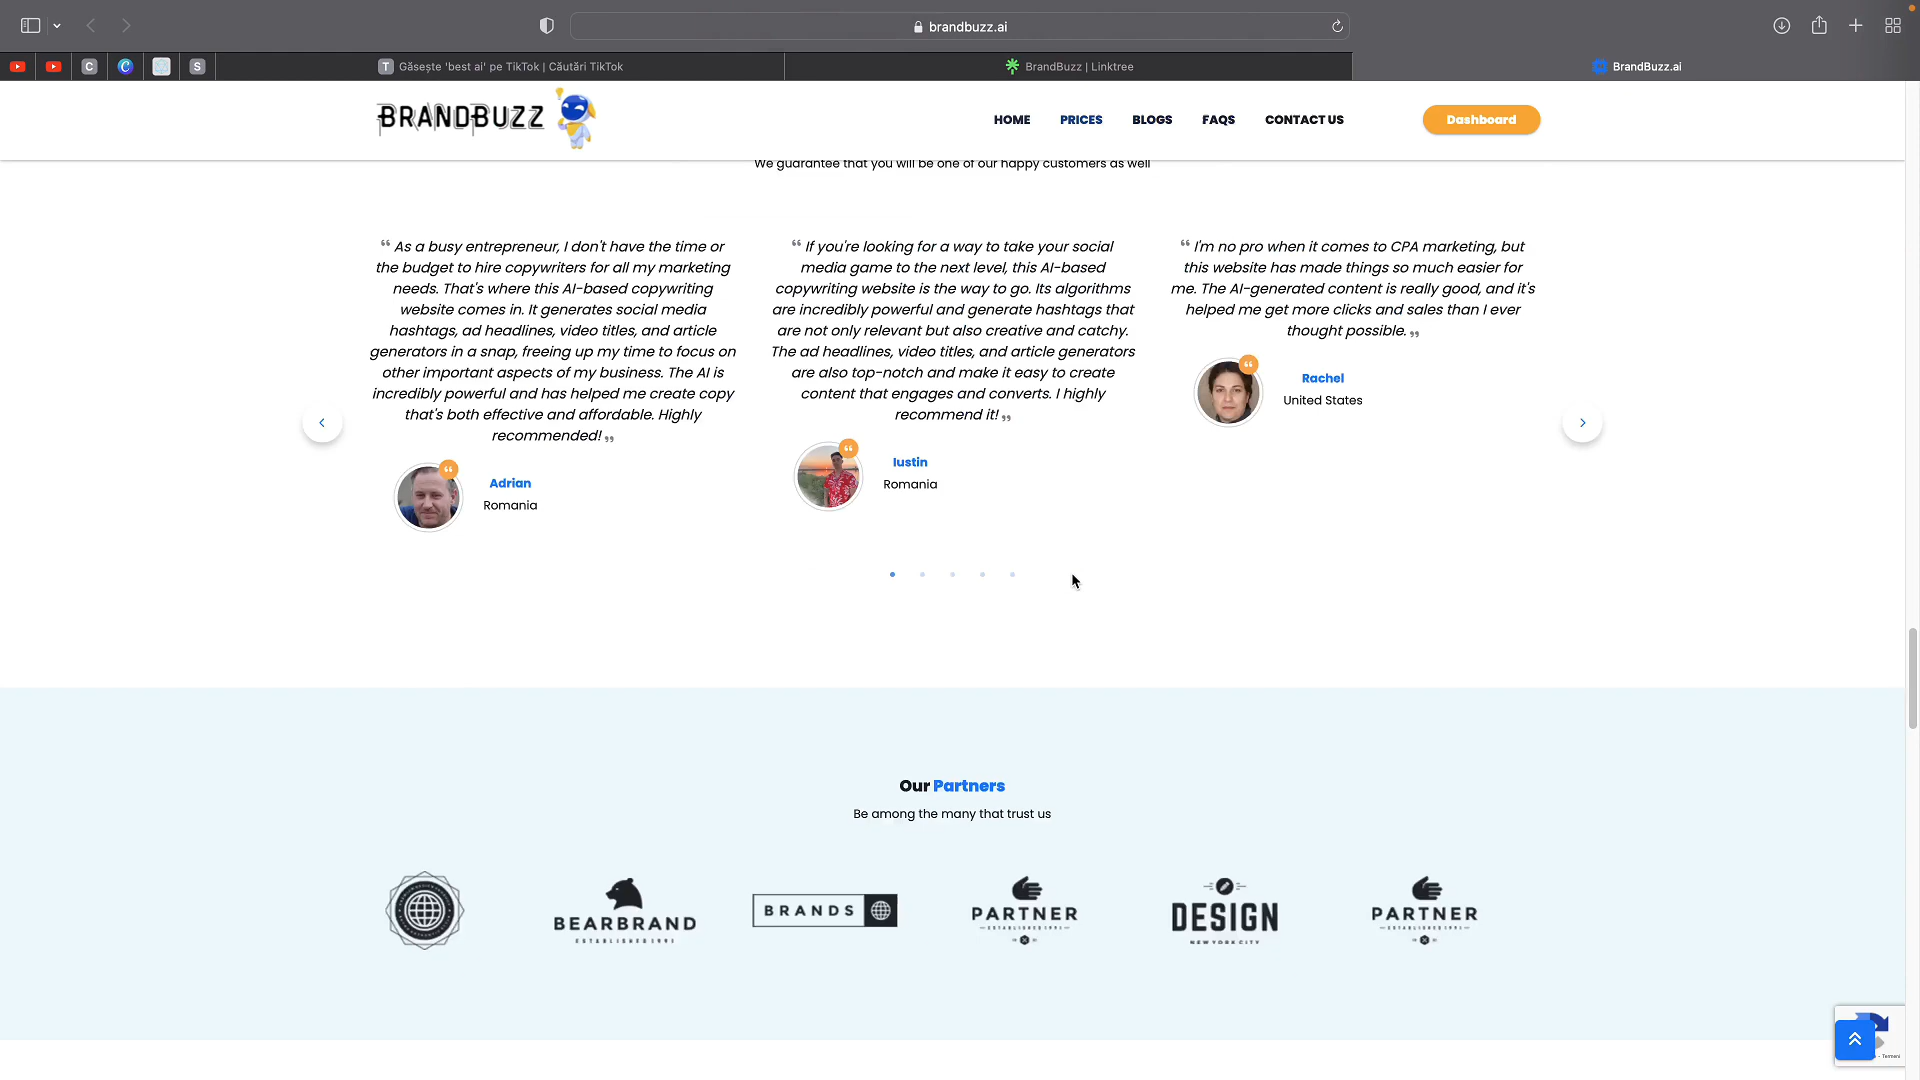 brandbuzz.ai
C
S
T Găsește 'best ai' pe TikTok | Căutări TikTok
BrandBuzz | Linktree
BrandBuzz.ai
BRANDBUZZ
HOME
PRICES
BLOGS
FAQS
CONTACT US
Dashboard
We guarantee that you will be one of our happy customers as well
“ As a busy entrepreneur, I don't have the time or
the budget to hire copywriters for all my marketing
needs. That's where this AI-based copywriting
website comes in. It generates social media
hashtags, ad headlines, video titles, and article
generators in a snap, freeing up my time to focus on
other important aspects of my business. The AI is
incredibly powerful and has helped me create copy
that's both effective and affordable. Highly
recommended! ”
Adrian
Romania
“ If you're looking for a way to take your social
media game to the next level, this AI-based
copywriting website is the way to go. Its algorithms
are incredibly powerful and generate hashtags that
are not only relevant but also creative and catchy.
The ad headlines, video titles, and article generators
are also top-notch and make it easy to create
content that engages and converts. I highly
recommend it! ”
Iustin
Romania
“ I'm no pro when it comes to CPA marketing, but
this website has made things so much easier for
me. The AI-generated content is really good, and it's
helped me get more clicks and sales than I ever
thought possible. ”
Rachel
United States
Our Partners
Be among the many that trust us
BEARBRAND
ESTABLISHED 1991
BRANDS
PARTNER
ESTABLISHED 1991
DESIGN
NEW YORK CITY
PARTNER
ESTABLISHED 1991
- Termeni